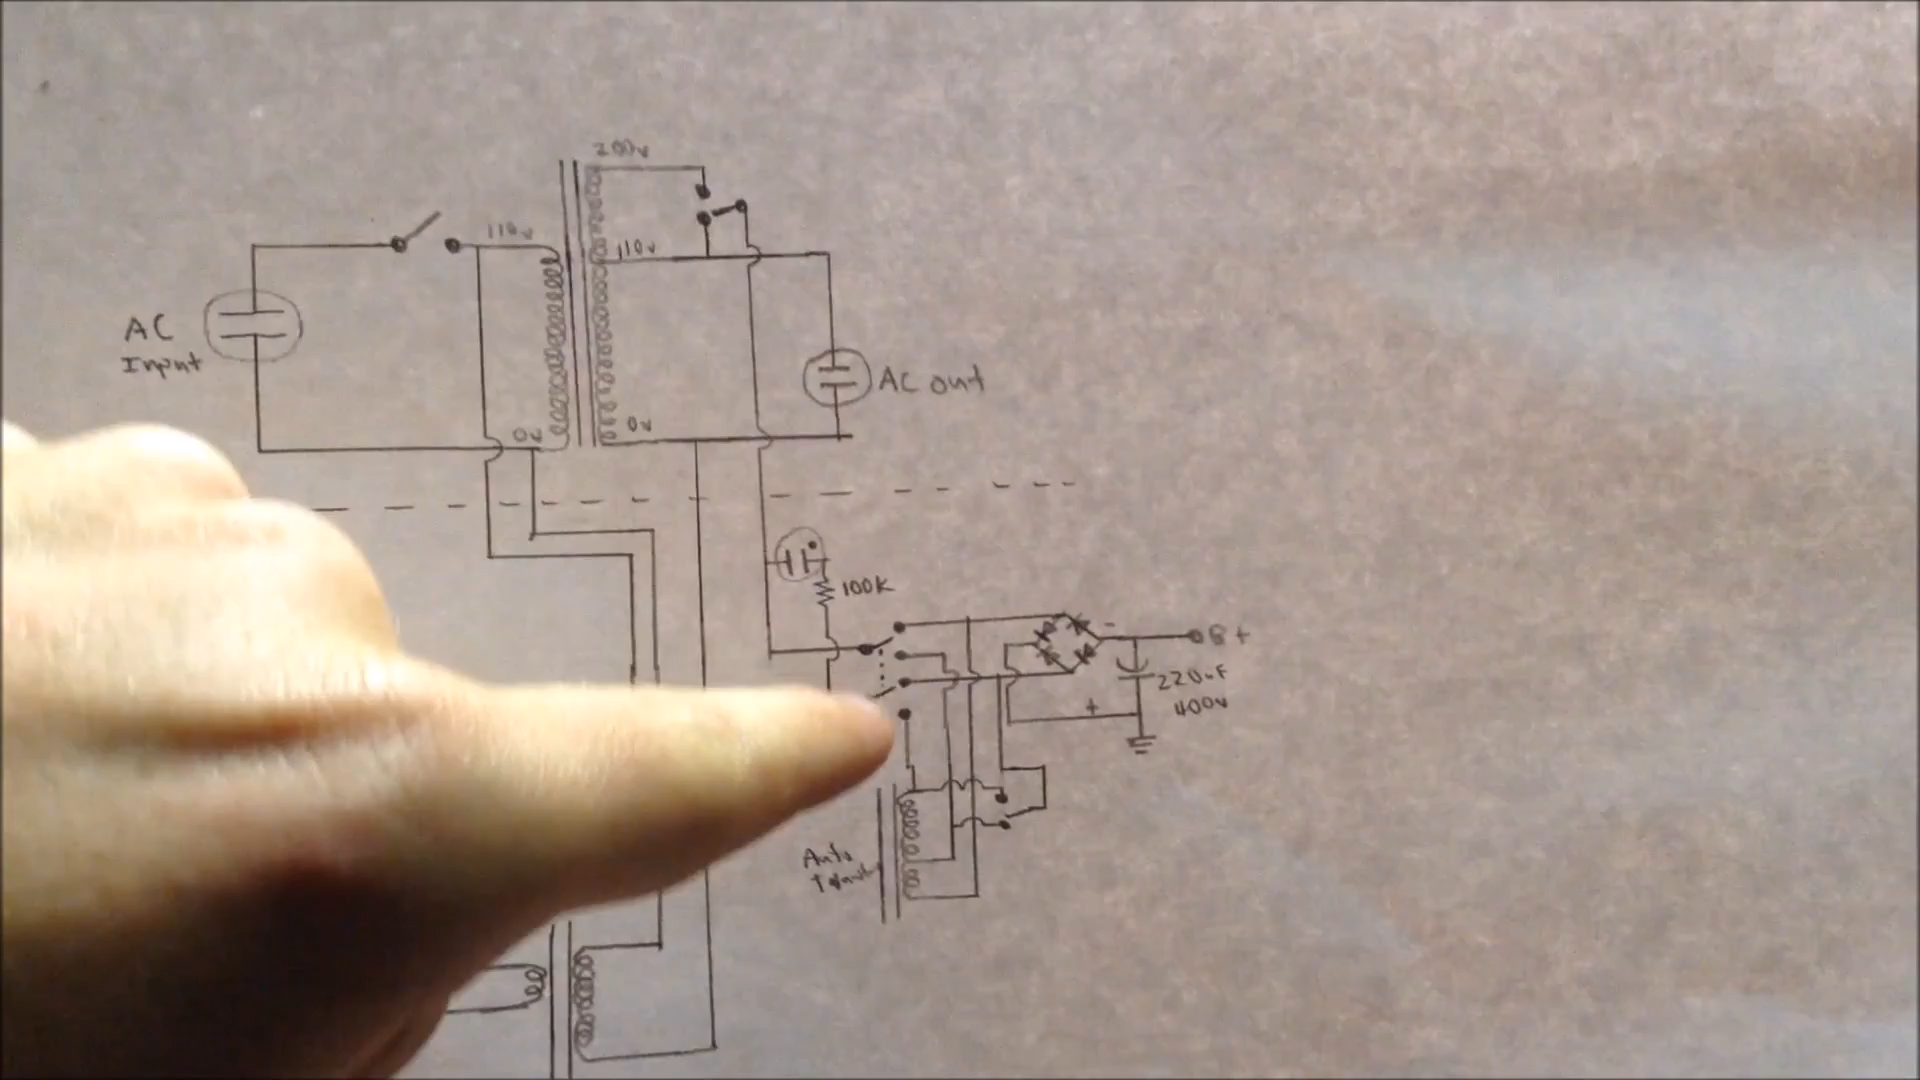 200v
110v
110v
AC
Input
AC out
0v
0v
100K
B+
-
220uF
400v
+
Auto